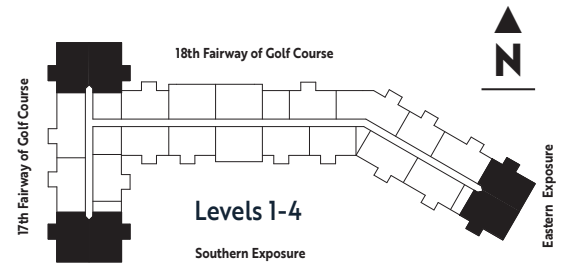 18th Fairway of Golf Course
N
17th Fairway of Golf Course
Eastern Exposure
Levels 1-4
Southern Exposure